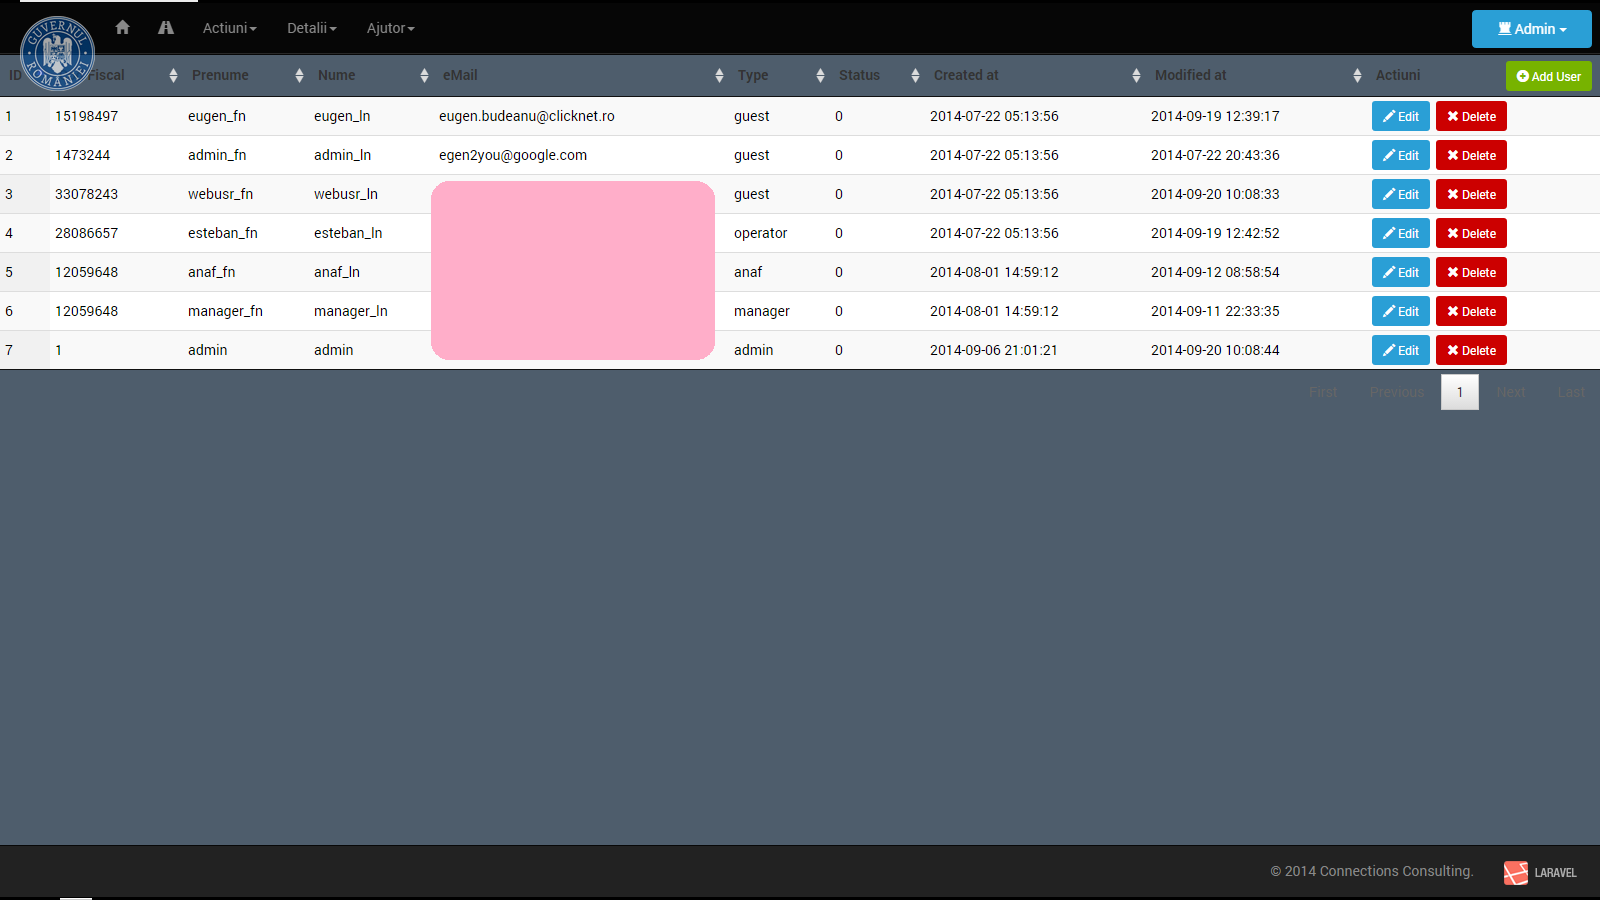 GUVERNUL ROMÂNIEI
Actiuni Detalii Ajutor Admin
ID Fiscal Prenume Nume eMail Type Status Created at Modified at Actiuni Add User
1 15198497 eugen_fn eugen_ln eugen.budeanu@clicknet.ro guest 0 2014-07-22 05:13:56 2014-09-19 12:39:17 Edit Delete
2 1473244 admin_fn admin_ln egen2you@google.com guest 0 2014-07-22 05:13:56 2014-07-22 20:43:36 Edit Delete
3 33078243 webusr_fn webusr_ln guest 0 2014-07-22 05:13:56 2014-09-20 10:08:33 Edit Delete
4 28086657 esteban_fn esteban_ln operator 0 2014-07-22 05:13:56 2014-09-19 12:42:52 Edit Delete
5 12059648 anaf_fn anaf_ln anaf 0 2014-08-01 14:59:12 2014-09-12 08:58:54 Edit Delete
6 12059648 manager_fn manager_ln manager 0 2014-08-01 14:59:12 2014-09-11 22:33:35 Edit Delete
7 1 admin admin admin 0 2014-09-06 21:01:21 2014-09-20 10:08:44 Edit Delete
First Previous 1 Next Last
© 2014 Connections Consulting. LARAVEL